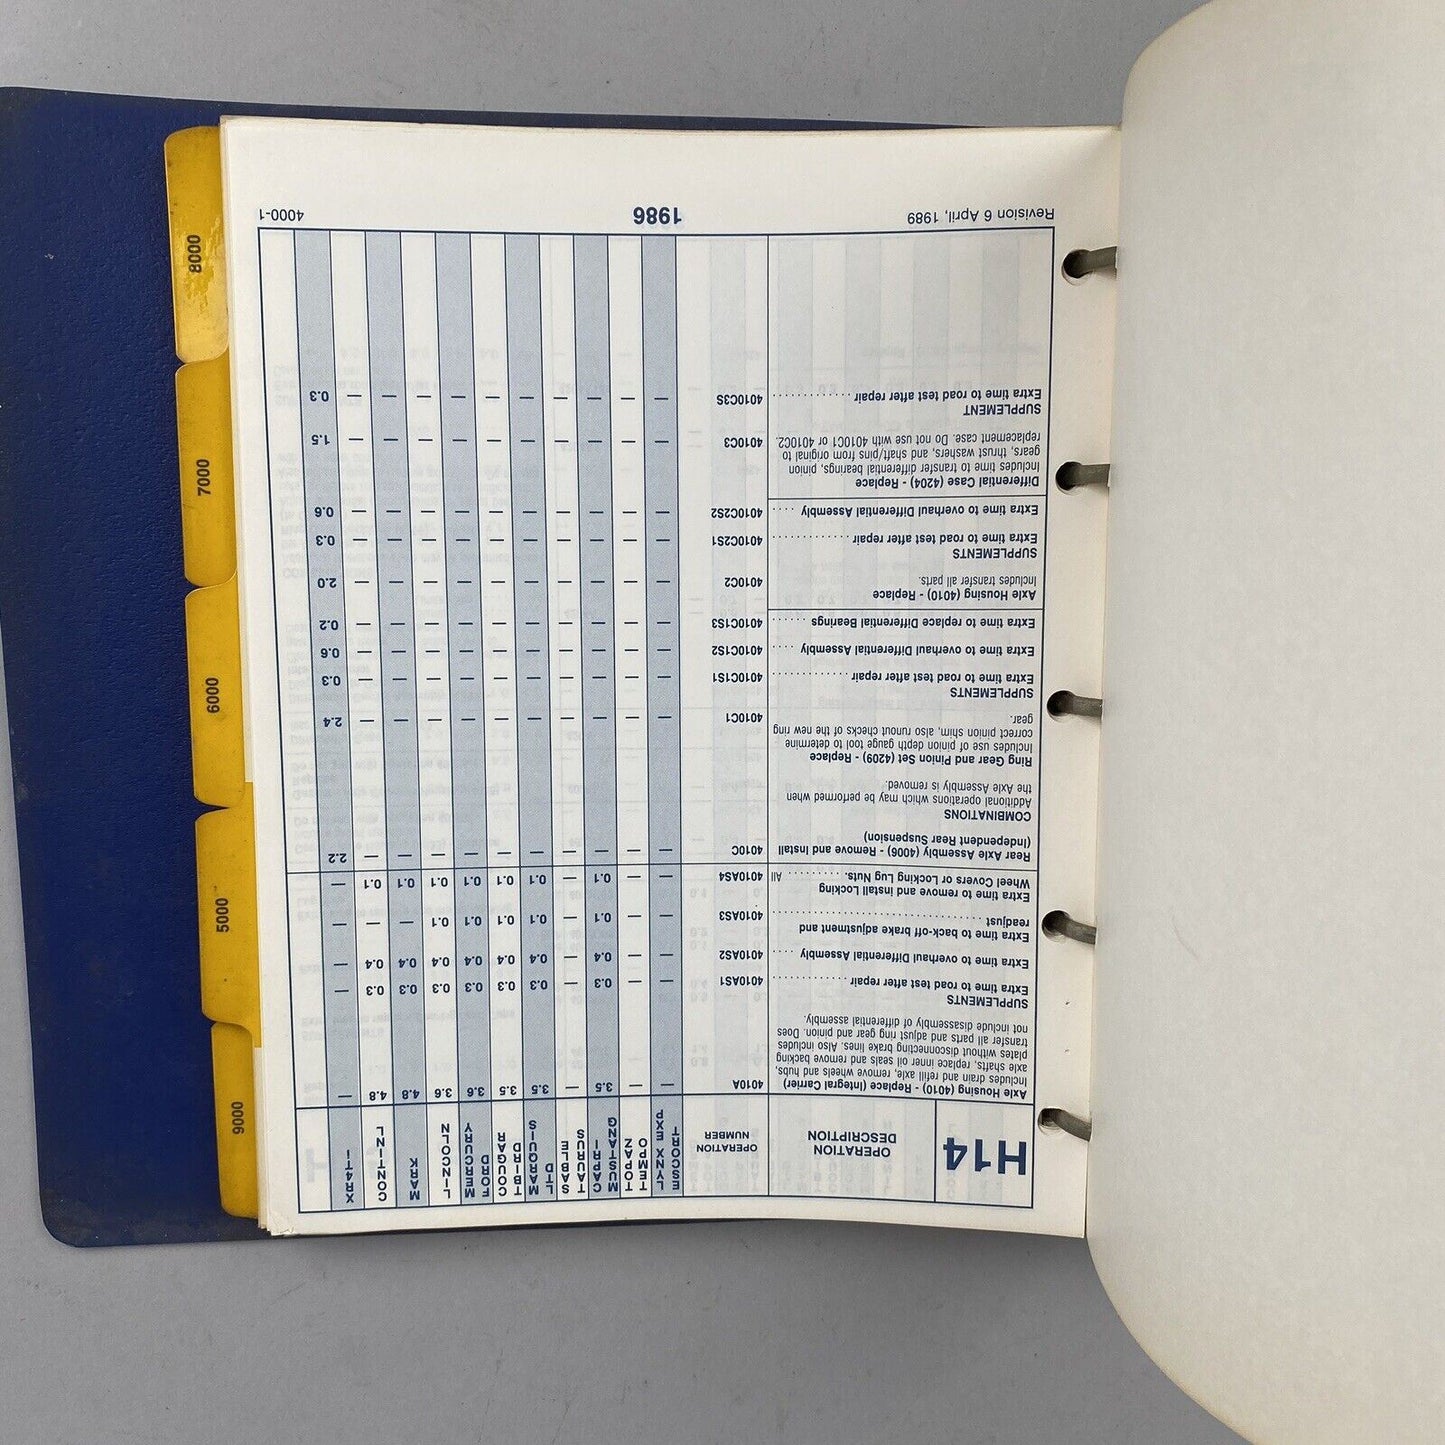 H14
OPERATION DESCRIPTION
OPERATION NUMBER
ESCORT LYNX EXP
TEMPO TOPAZ
MUSTANG CAPRI
TAURUS SABLE
LTD MARQUIS
COUGAR TBIRD
FORD MERCURY
LINCOLN
MARK
CONTINL
XR4Ti
Axle Housing (4010) - Replace (Integral Carrier) 4010A — — 3.5 — 3.5 3.5 3.6 3.6 4.8 4.8 —
Includes drain and refill axle, remove wheels and hubs,
axle shafts, replace inner oil seals and remove backing
plates without disconnecting brake lines. Also includes
transfer all parts and adjust ring gear and pinion. Does
not include disassembly of differential assembly.
SUPPLEMENTS
Extra time to road test after repair 4010AS1 — — 0.3 — 0.3 0.3 0.3 0.3 0.3 0.3 —
Extra time to overhaul Differential Assembly 4010AS2 — — 0.4 — 0.4 0.4 0.4 0.4 0.4 0.4 —
Extra time to back-off brake adjustment and
readjust 4010AS3 — — 0.1 — 0.1 0.1 0.1 0.1 — — —
Extra time to remove and install Locking
Wheel Covers or Locking Lug Nuts. All 4010AS4 — — 0.1 — 0.1 0.1 0.1 0.1 0.1 0.1 —
Rear Axle Assembly (4006) - Remove and Install 4010C — — — — — — — — — — 2.2
(Independent Rear Suspension)
COMBINATIONS
Additional operations which may be performed when
the Axle Assembly is removed.
Ring Gear and Pinion Set (4209) - Replace
Includes use of pinion depth gauge tool to determine
correct pinion shim, also runout checks of the new ring
gear. 4010C1 — — — — — — — — — — 2.4
SUPPLEMENTS
Extra time to road test after repair 4010C1S1 — — — — — — — — — — 0.3
Extra time to overhaul Differential Assembly 4010C1S2 — — — — — — — — — — 0.6
Extra time to replace Differential Bearings 4010C1S3 — — — — — — — — — — 0.2
Axle Housing (4010) - Replace
Includes transfer all parts. 4010C2 — — — — — — — — — — 2.0
SUPPLEMENTS
Extra time to road test after repair 4010C2S1 — — — — — — — — — — 0.3
Extra time to overhaul Differential Assembly 4010C2S2 — — — — — — — — — — 0.6
Differential Case (4204) - Replace
Includes time to transfer differential bearings, pinion
gears, thrust washers, and shaft/pins from original to
replacement case. Do not use with 4010C1 or 4010C2. 4010C3 — — — — — — — — — — 1.5
SUPPLEMENT
Extra time to road test after repair 4010C3S — — — — — — — — — — 0.3
Revision 6 April, 1989
1986
4000-1
8000
7000
6000
5000
9000